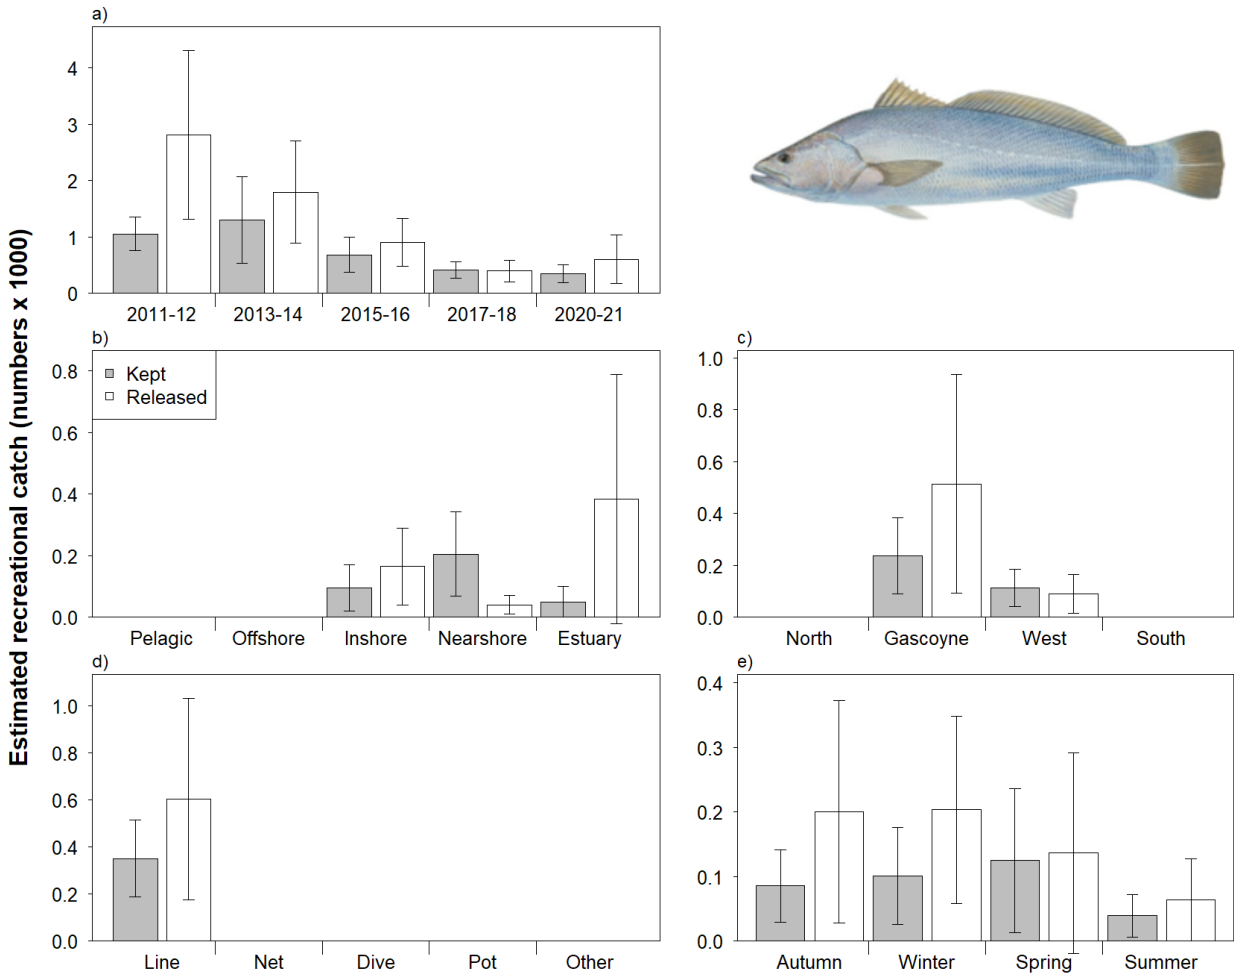 a)
4
3
2
1
0
2011-12 2013-14 2015-16 2017-18 2020-21
Estimated recreational catch (numbers x 1000)
b)
Kept
Released
0.8
0.6
0.4
0.2
0.0
Pelagic Offshore Inshore Nearshore Estuary
c)
1.0
0.8
0.6
0.4
0.2
0.0
North Gascoyne West South
d)
1.0
0.8
0.6
0.4
0.2
0.0
Line Net Dive Pot Other
e)
0.4
0.3
0.2
0.1
0.0
Autumn Winter Spring Summer